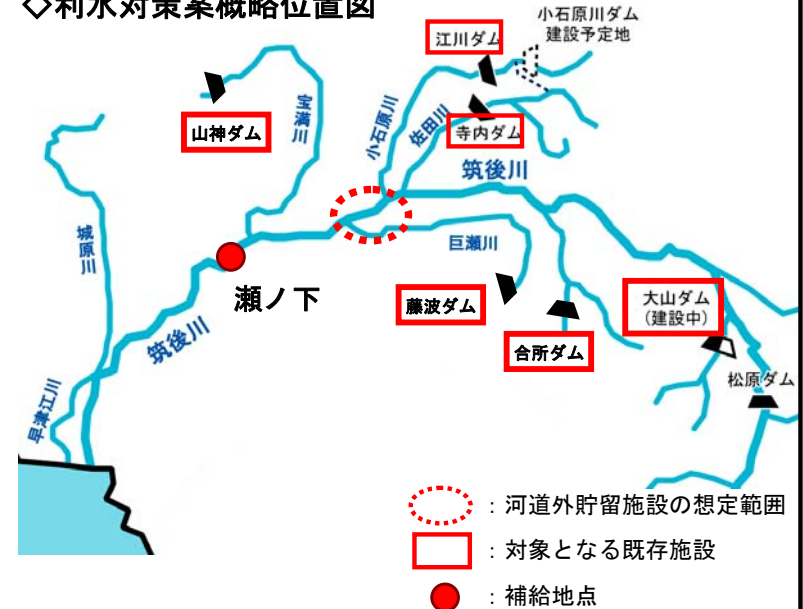 ◇利水対策案概略位置図
小石原川ダム
建設予定地
江川ダム
山神ダム
宝満川
小石原川
佐田川
寺内ダム
筑後川
城原川
巨瀬川
瀬ノ下
藤波ダム
合所ダム
大山ダム
(建設中)
松原ダム
筑後川
早津江川
：河道外貯留施設の想定範囲
：対象となる既存施設
：補給地点